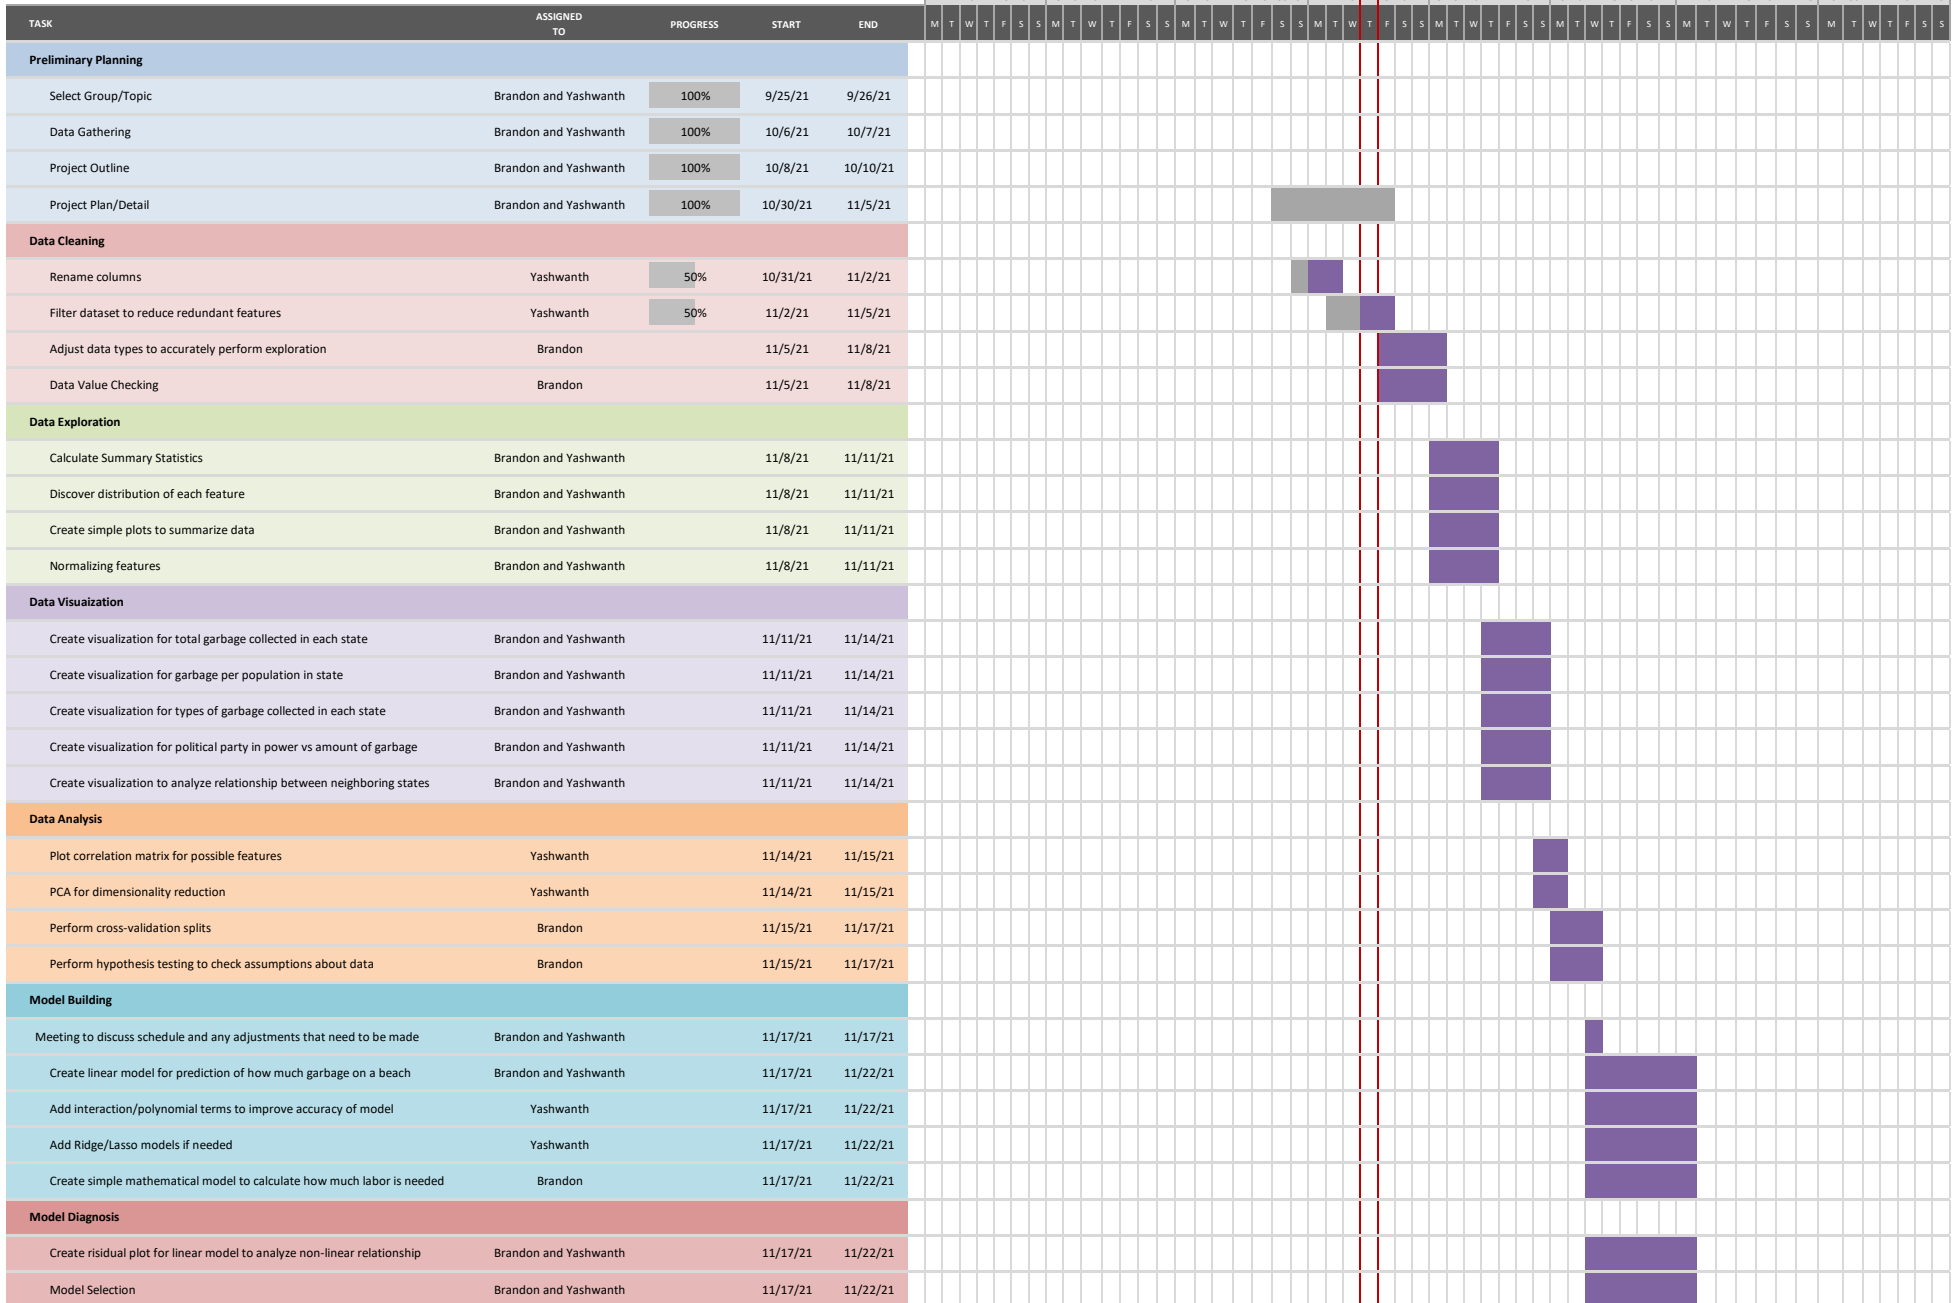 TASK ASSIGNED TO PROGRESS START END M T W T F S S M T W T F S S M T W T F S S M T W T F S S M T W T F S S M T W T F S S M T W T F S S M T W T F S S
Preliminary Planning
Select Group/Topic Brandon and Yashwanth 100% 9/25/21 9/26/21
Data Gathering Brandon and Yashwanth 100% 10/6/21 10/7/21
Project Outline Brandon and Yashwanth 100% 10/8/21 10/10/21
Project Plan/Detail Brandon and Yashwanth 100% 10/30/21 11/5/21
Data Cleaning
Rename columns Yashwanth 50% 10/31/21 11/2/21
Filter dataset to reduce redundant features Yashwanth 50% 11/2/21 11/5/21
Adjust data types to accurately perform exploration Brandon 11/5/21 11/8/21
Data Value Checking Brandon 11/5/21 11/8/21
Data Exploration
Calculate Summary Statistics Brandon and Yashwanth 11/8/21 11/11/21
Discover distribution of each feature Brandon and Yashwanth 11/8/21 11/11/21
Create simple plots to summarize data Brandon and Yashwanth 11/8/21 11/11/21
Normalizing features Brandon and Yashwanth 11/8/21 11/11/21
Data Visuaization
Create visualization for total garbage collected in each state Brandon and Yashwanth 11/11/21 11/14/21
Create visualization for garbage per population in state Brandon and Yashwanth 11/11/21 11/14/21
Create visualization for types of garbage collected in each state Brandon and Yashwanth 11/11/21 11/14/21
Create visualization for political party in power vs amount of garbage Brandon and Yashwanth 11/11/21 11/14/21
Create visualization to analyze relationship between neighboring states Brandon and Yashwanth 11/11/21 11/14/21
Data Analysis
Plot correlation matrix for possible features Yashwanth 11/14/21 11/15/21
PCA for dimensionality reduction Yashwanth 11/14/21 11/15/21
Perform cross-validation splits Brandon 11/15/21 11/17/21
Perform hypothesis testing to check assumptions about data Brandon 11/15/21 11/17/21
Model Building
Meeting to discuss schedule and any adjustments that need to be made Brandon and Yashwanth 11/17/21 11/17/21
Create linear model for prediction of how much garbage on a beach Brandon and Yashwanth 11/17/21 11/22/21
Add interaction/polynomial terms to improve accuracy of model Yashwanth 11/17/21 11/22/21
Add Ridge/Lasso models if needed Yashwanth 11/17/21 11/22/21
Create simple mathematical model to calculate how much labor is needed Brandon 11/17/21 11/22/21
Model Diagnosis
Create risidual plot for linear model to analyze non-linear relationship Brandon and Yashwanth 11/17/21 11/22/21
Model Selection Brandon and Yashwanth 11/17/21 11/22/21